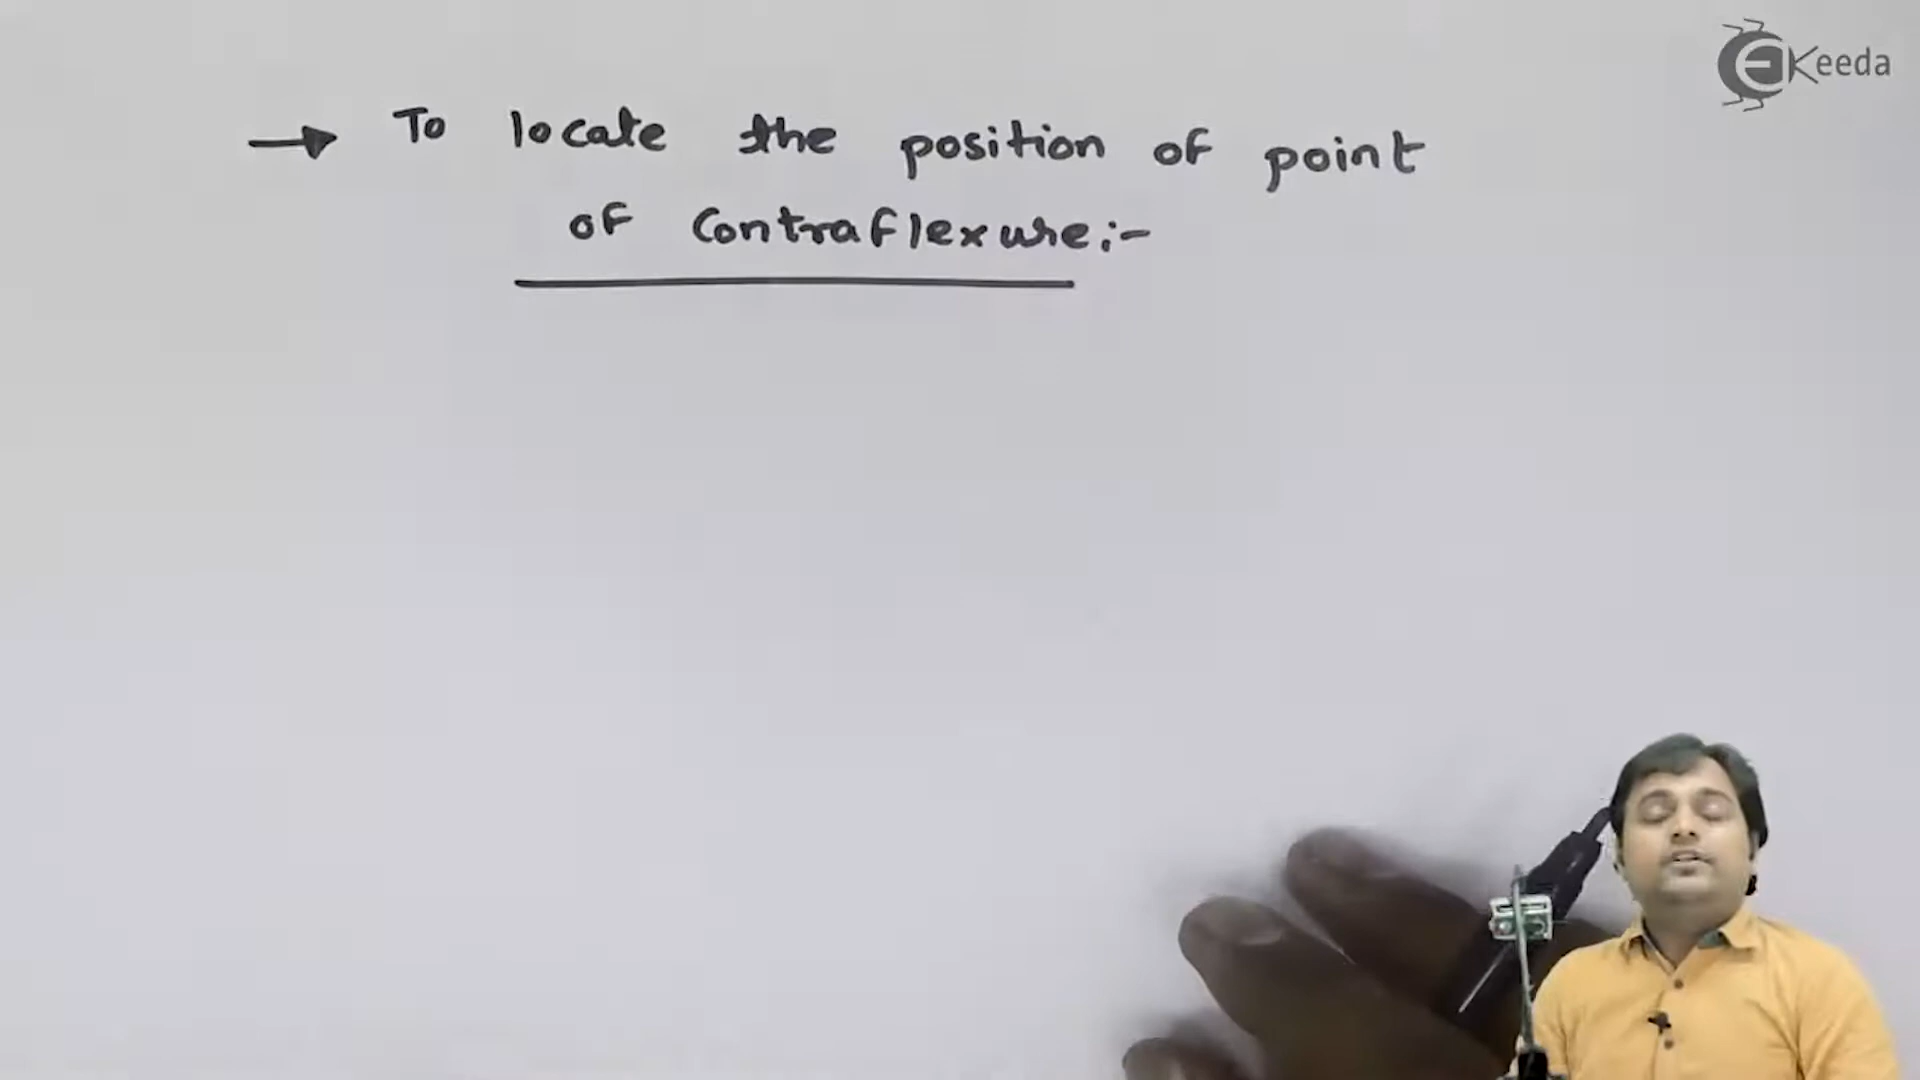 Ekeeda
→ To locate the position of point
of Contraflexure:-